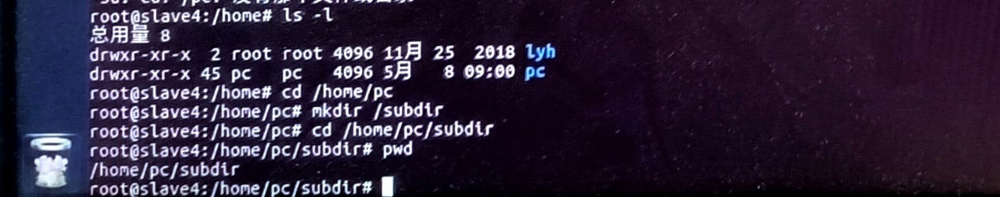 root@slave4:/home# ls -l
总用量 8
drwxr-xr-x  2 root root 4096 11月 25  2018 lyh
drwxr-xr-x 45 pc   pc   4096 5月   8 09:00 pc
root@slave4:/home# cd /home/pc
root@slave4:/home/pc# mkdir /subdir
root@slave4:/home/pc# cd /home/pc/subdir
root@slave4:/home/pc/subdir# pwd
/home/pc/subdir
root@slave4:/home/pc/subdir#